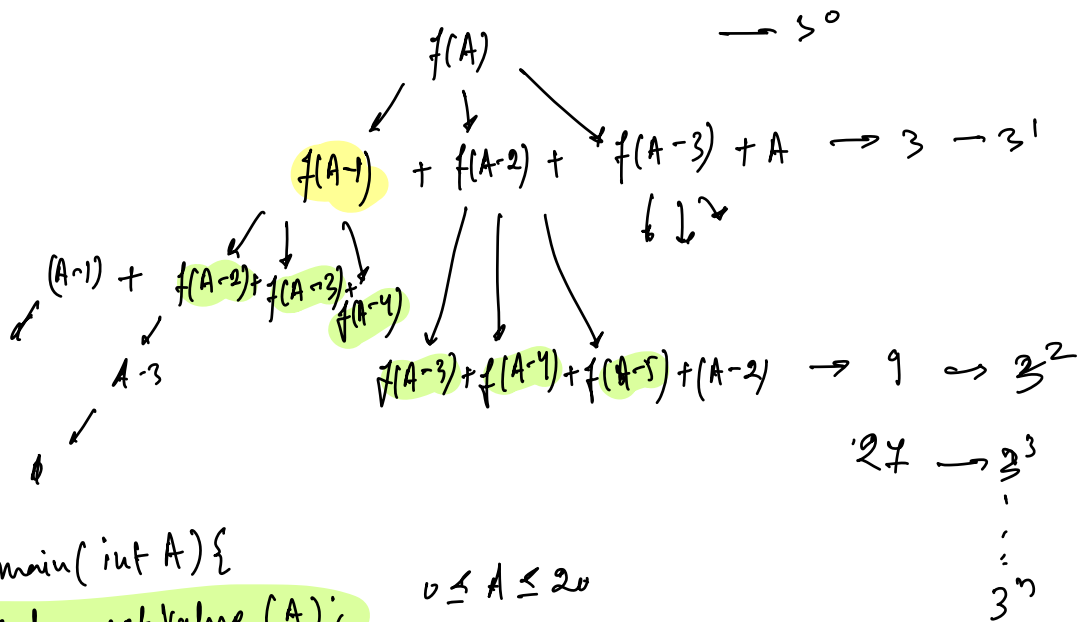 f(A) — 3⁰
f(A-1) + f(A-2) + f(A-3) + A → 3 — 3¹
(A-1) + f(A-2) + f(A-3) + f(A-4)
A-3
f(A-3) + f(A-4) + f(A-5) + (A-2) → 9 → 3²
27 → 3³
main( int A) {
0 ≤ A ≤ 20
(A);
3ⁿ